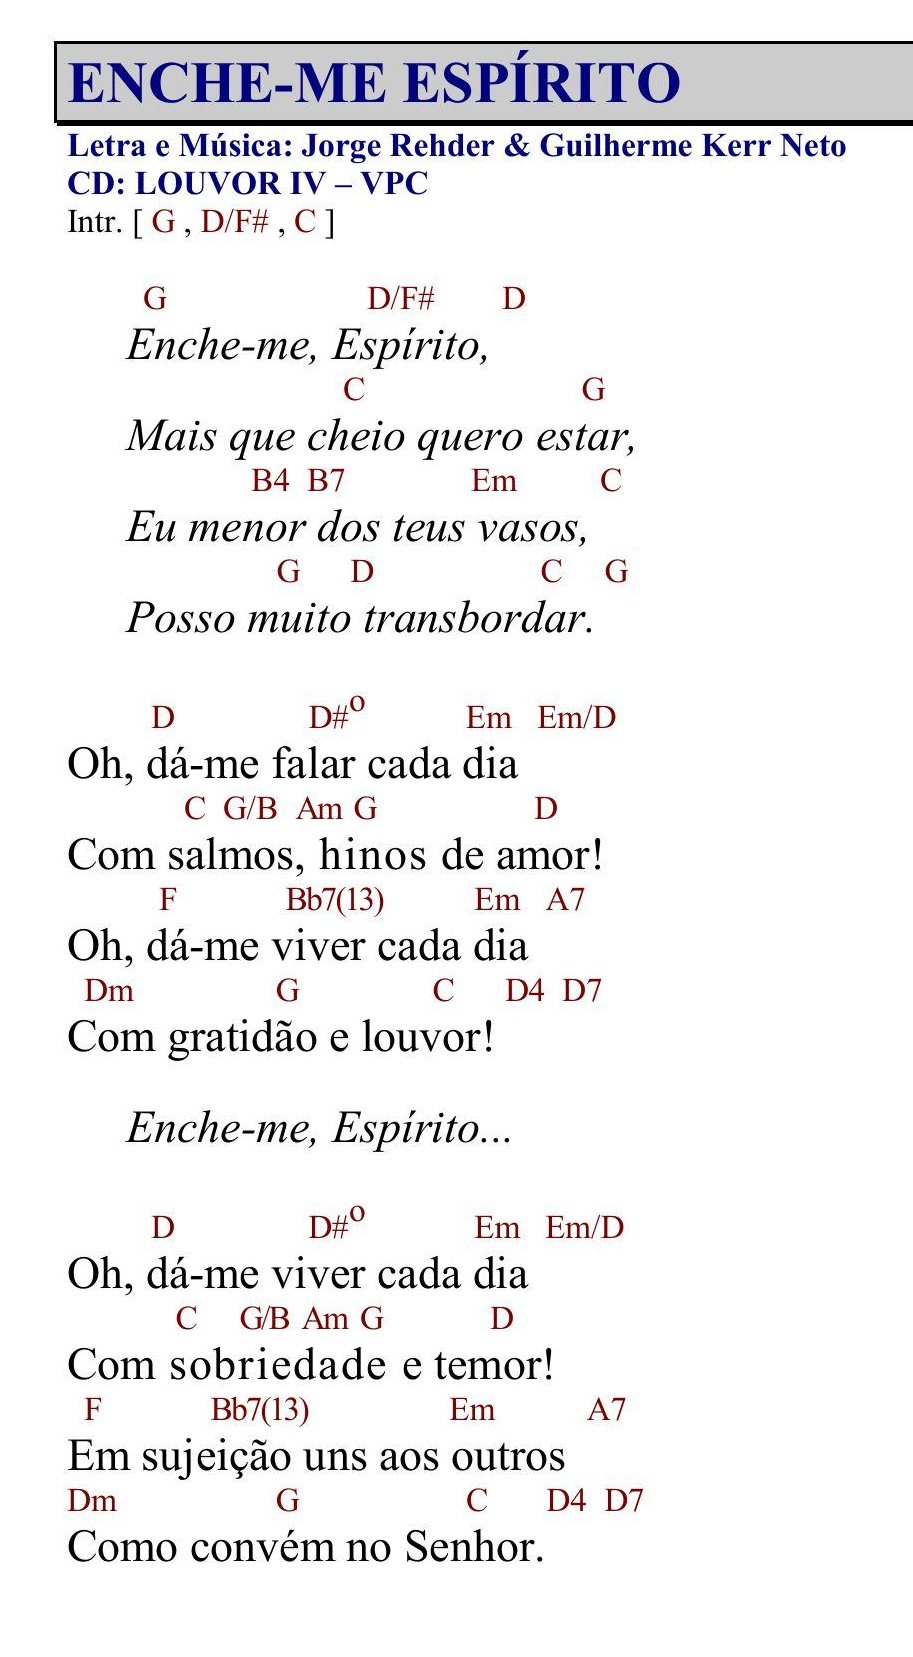 ENCHE-ME ESPÍRITO
Letra e Música: Jorge Rehder & Guilherme Kerr Neto
CD: LOUVOR IV – VPC
Intr. [ G , D/F# , C ]
G D/F# D
Enche-me, Espírito,
C G
Mais que cheio quero estar,
B4 B7 Em C
Eu menor dos teus vasos,
G D C G
Posso muito transbordar.
D D#º Em Em/D
Oh, dá-me falar cada dia
C G/B Am G D
Com salmos, hinos de amor!
F Bb7(13) Em A7
Oh, dá-me viver cada dia
Dm G C D4 D7
Com gratidão e louvor!
Enche-me, Espírito...
D D#º Em Em/D
Oh, dá-me viver cada dia
C G/B Am G D
Com sobriedade e temor!
F Bb7(13) Em A7
Em sujeição uns aos outros
Dm G C D4 D7
Como convém no Senhor.